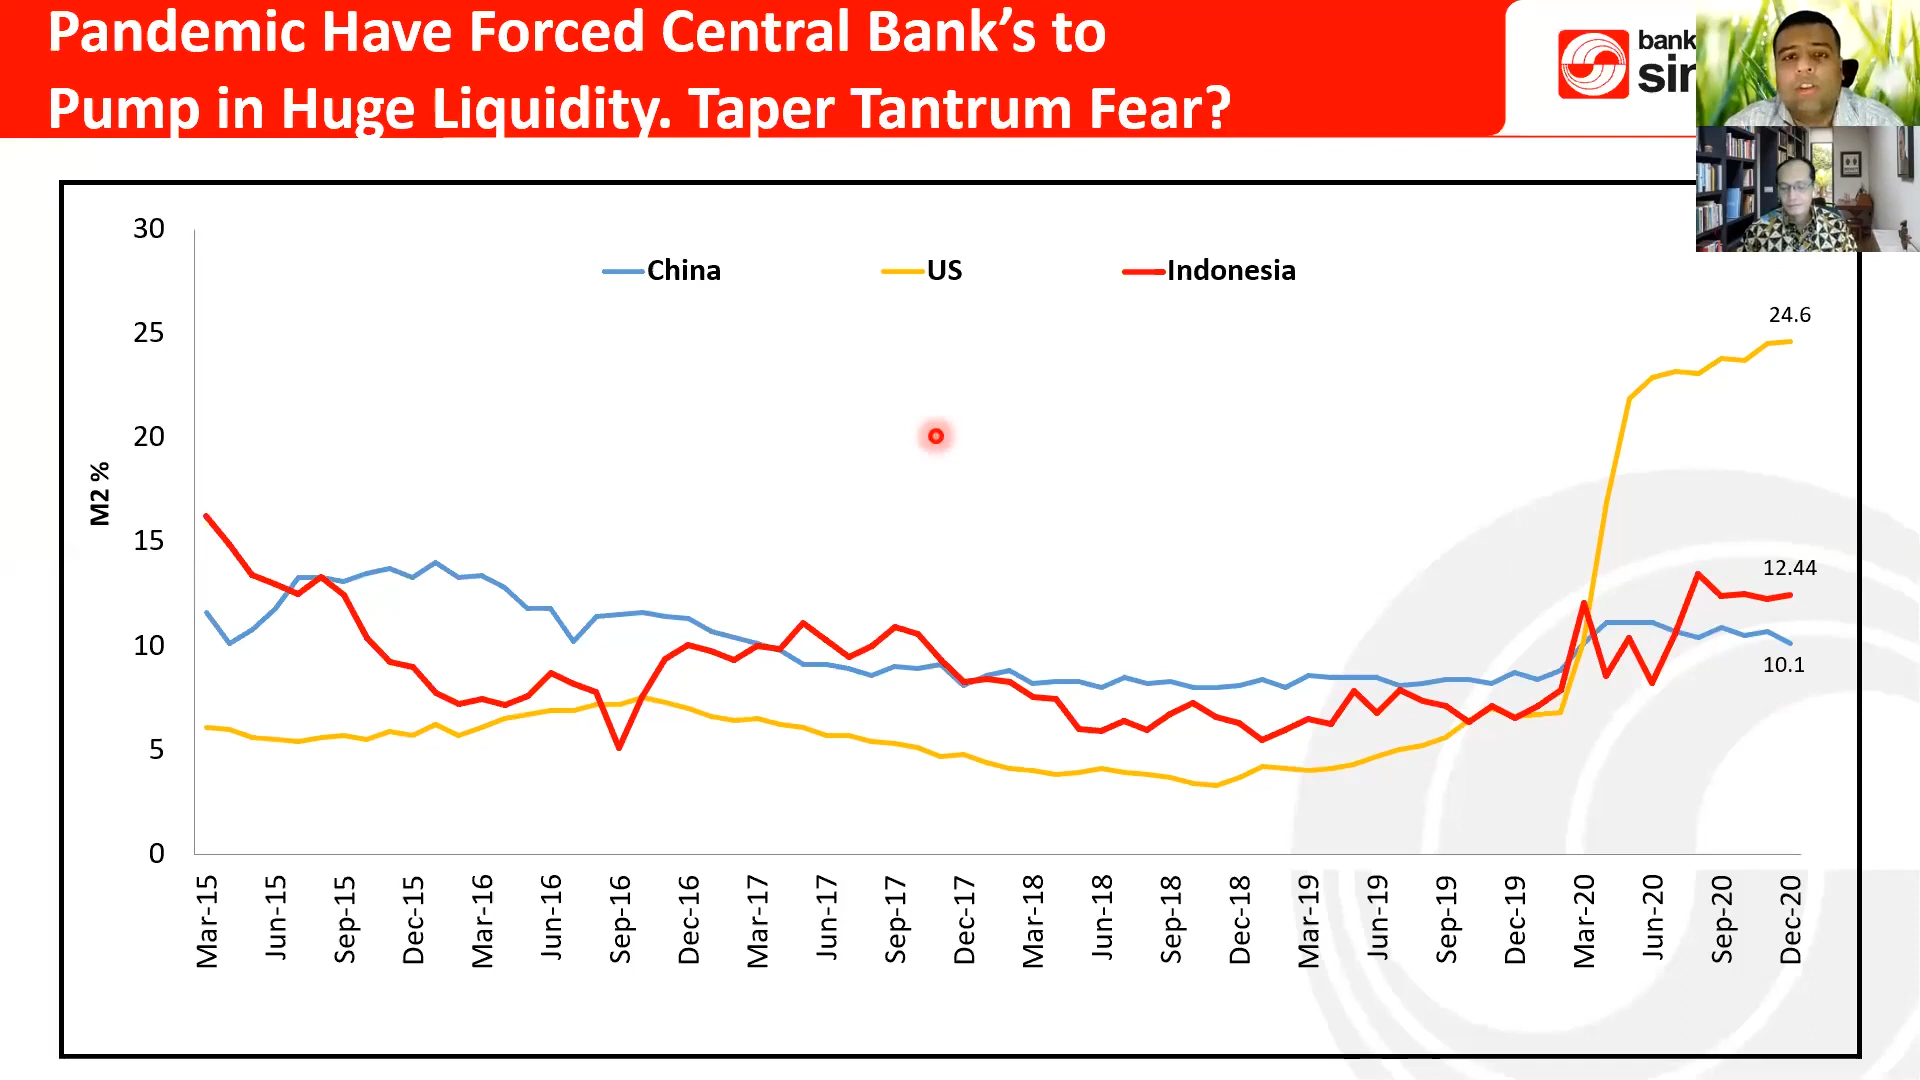 Pandemic Have Forced Central Bank’s to
Pump in Huge Liquidity. Taper Tantrum Fear?
bank
China
US
Indonesia
30
25
20
15
10
5
0
M2 %
24.6
12.44
10.1
Mar-15
Jun-15
Sep-15
Dec-15
Mar-16
Jun-16
Sep-16
Dec-16
Mar-17
Jun-17
Sep-17
Dec-17
Mar-18
Jun-18
Sep-18
Dec-18
Mar-19
Jun-19
Sep-19
Dec-19
Mar-20
Jun-20
Sep-20
Dec-20